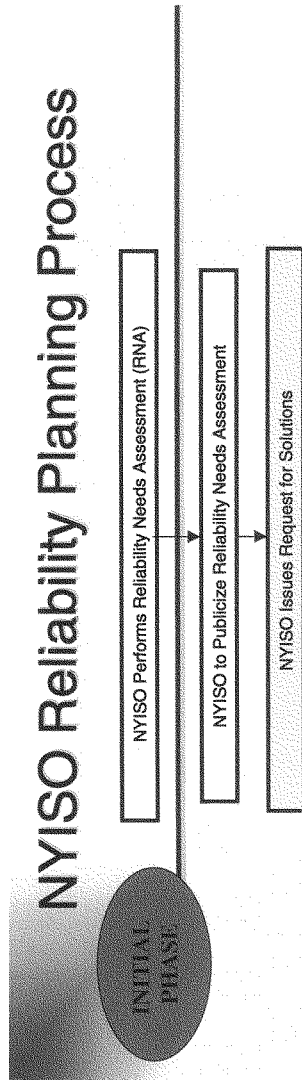 NYISO Reliability Planning Process
INITIAL
PHASE
NYISO Performs Reliability Needs Assessment (RNA)
NYISO to Publicize Reliability Needs Assessment
NYISO Issues Request for Solutions